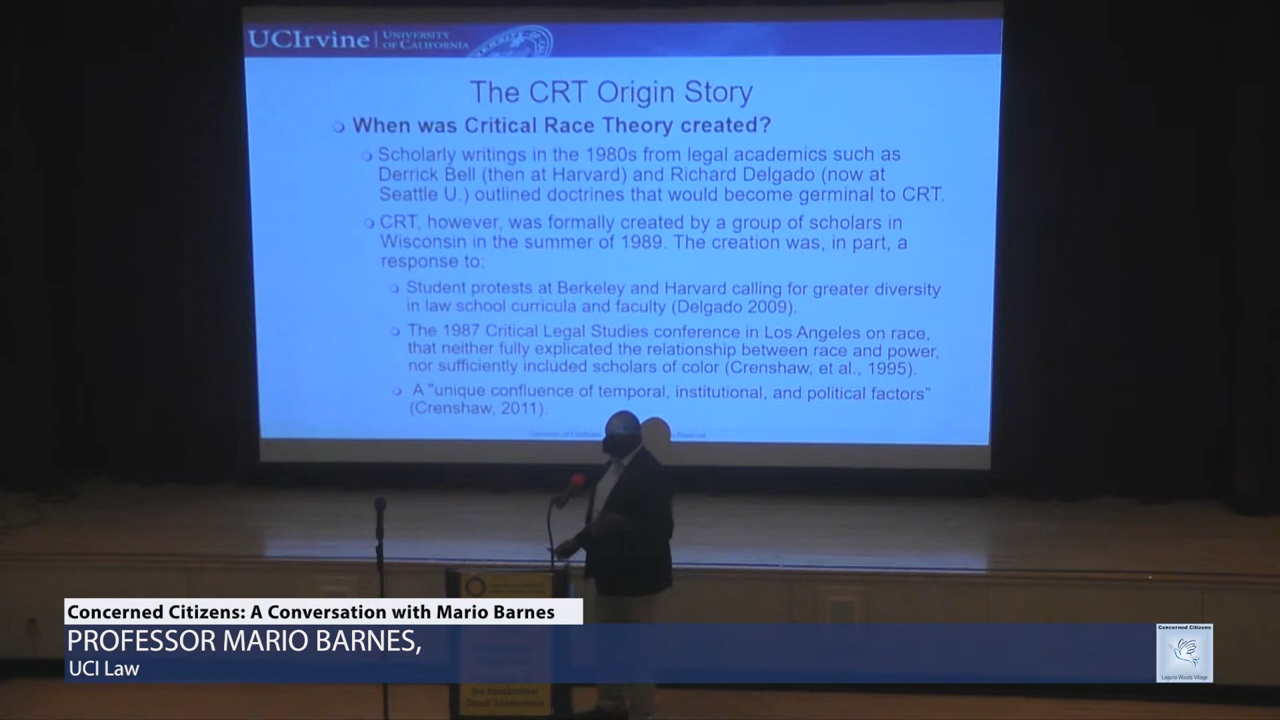 UCIrvine | UNIVERSITY
OF CALIFORNIA
The CRT Origin Story
When was Critical Race Theory created?
Scholarly writings in the 1980s from legal academics such as
Derrick Bell (then at Harvard) and Richard Delgado (now at
Seattle U.) outlined doctrines that would become germinal to CRT.
CRT, however, was formally created by a group of scholars in
Wisconsin in the summer of 1989. The creation was, in part, a
response to:
Student protests at Berkeley and Harvard calling for greater diversity
in law school curricula and faculty (Delgado 2009).
The 1987 Critical Legal Studies conference in Los Angeles on race,
that neither fully explicated the relationship between race and power,
nor sufficiently included scholars of color (Crenshaw, et al., 1995).
A "unique confluence of temporal, institutional, and political factors"
(Crenshaw, 2011).
Concerned Citizens: A Conversation with Mario Barnes
PROFESSOR MARIO BARNES,
UCI Law
Concerned Citizens
Laguna Woods Village